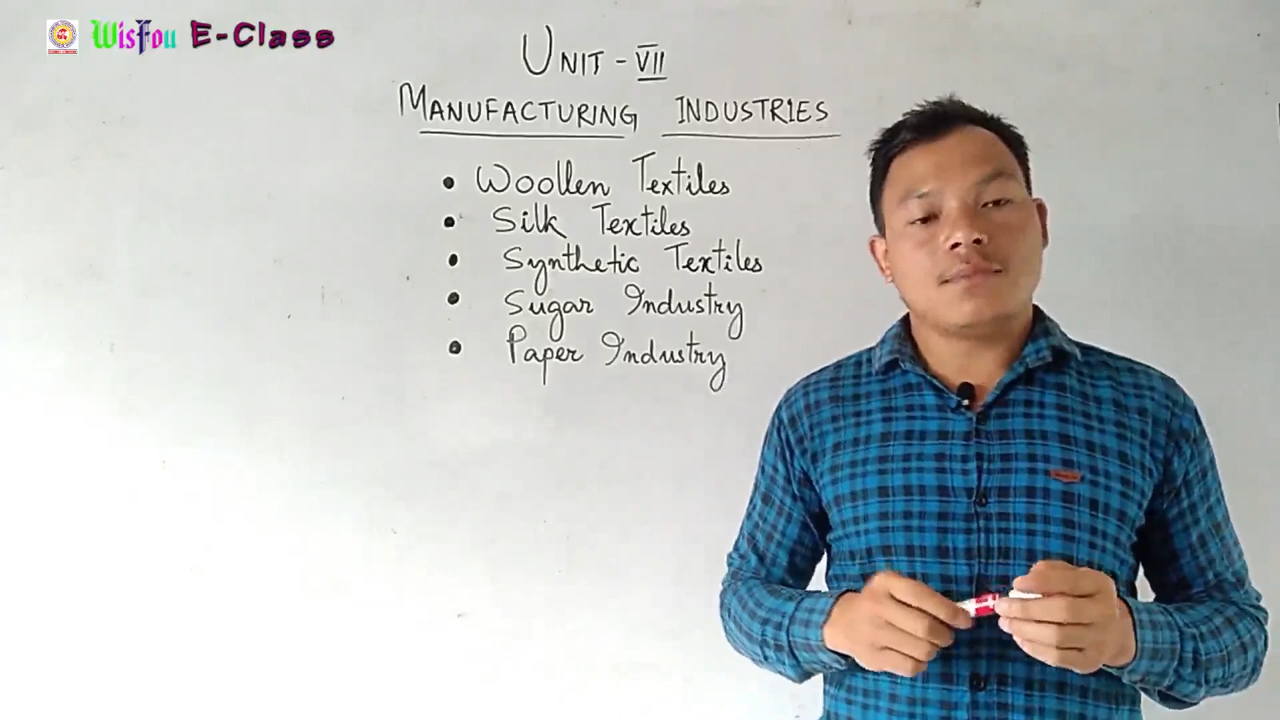 WisFou E-Class
UNIT - VII
MANUFACTURING INDUSTRIES
• Woollen Textiles
• Silk Textiles
• Synthetic Textiles
• Sugar Industry
• Paper Industry